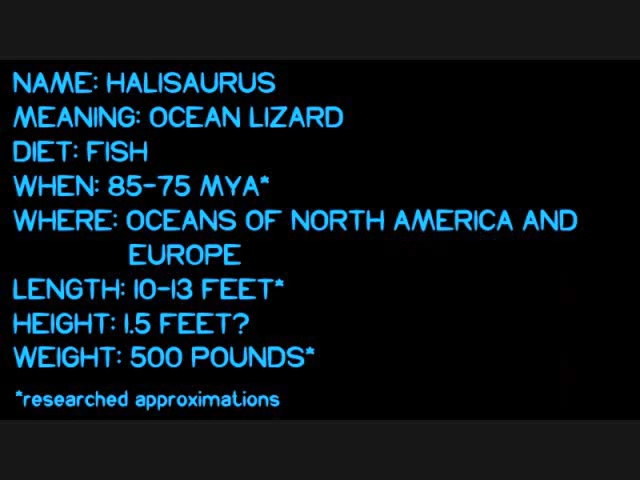 NAME: HALISAURUS
MEANING: OCEAN LIZARD
DIET: FISH
WHEN: 85-75 MYA*
WHERE: OCEANS OF NORTH AMERICA AND
EUROPE
LENGTH: 10-13 FEET*
HEIGHT: 1.5 FEET?
WEIGHT: 500 POUNDS*
*researched approximations